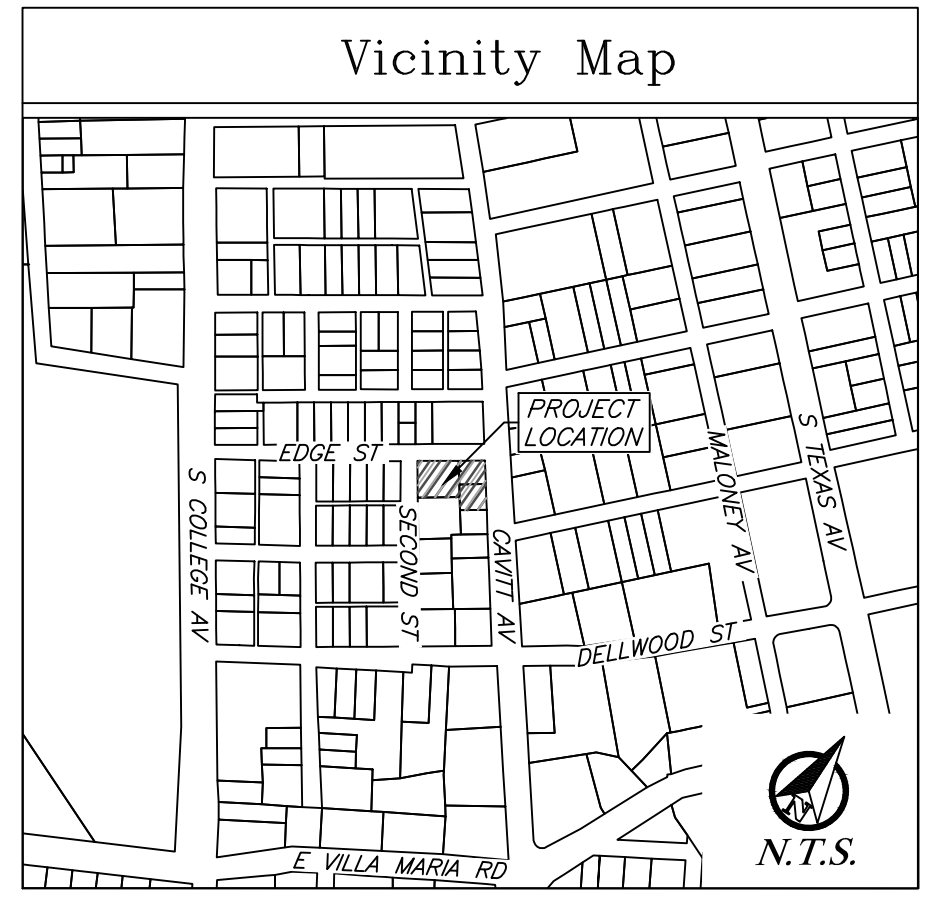 Vicinity Map
PROJECT
LOCATION
EDGE ST
S COLLEGE AV
SECOND ST
CAVITT AV
MALONEY AV
S TEXAS AV
DELLWOOD ST
E VILLA MARIA RD
N
N.T.S.